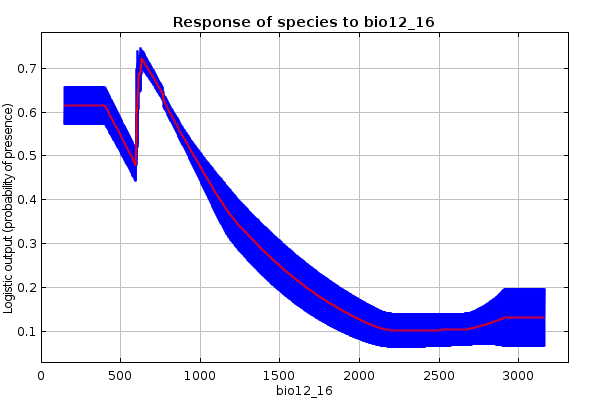 Response of species to bio12_16
Logistic output (probability of presence)
0.7
0.6
0.5
0.4
0.3
0.2
0.1
0 500 1000 1500 2000 2500 3000
bio12_16